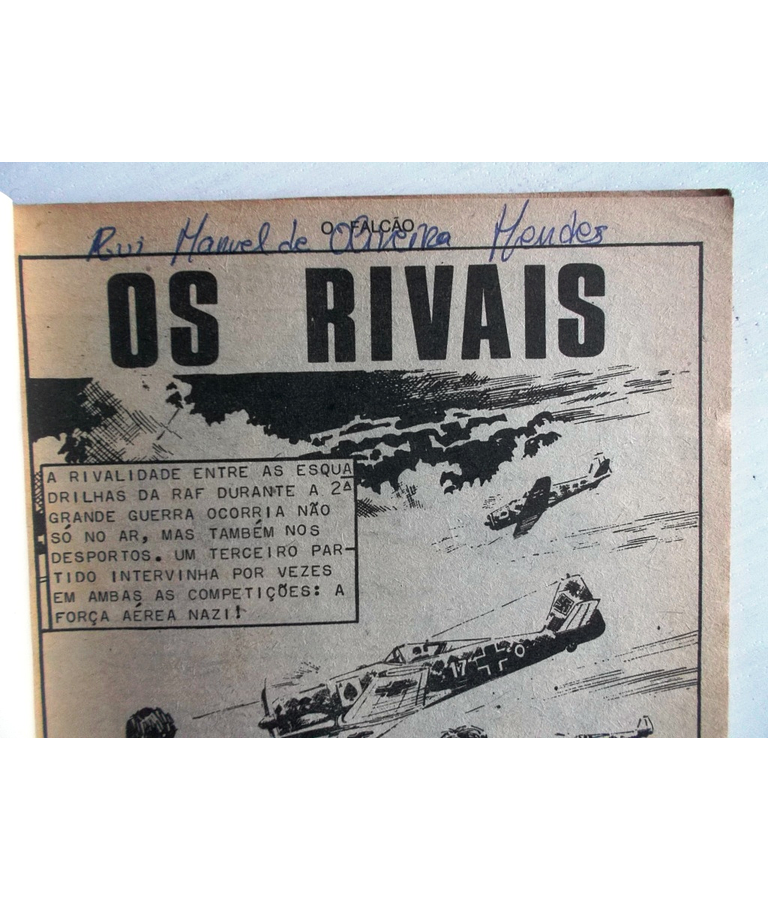 O FALCÃO
Rui Manuel de Oliveira Mendes
OS RIVAIS
A RIVALIDADE ENTRE AS ESQUA
DRILHAS DA RAF DURANTE A 2ª
GRANDE GUERRA OCORRIA NÃO
SÓ NO AR, MAS TAMBÉM NOS
DESPORTOS. UM TERCEIRO PAR-
TIDO INTERVINHA POR VEZES
EM AMBAS AS COMPETIÇÕES: A
FORÇA AÉREA NAZI!
17 0